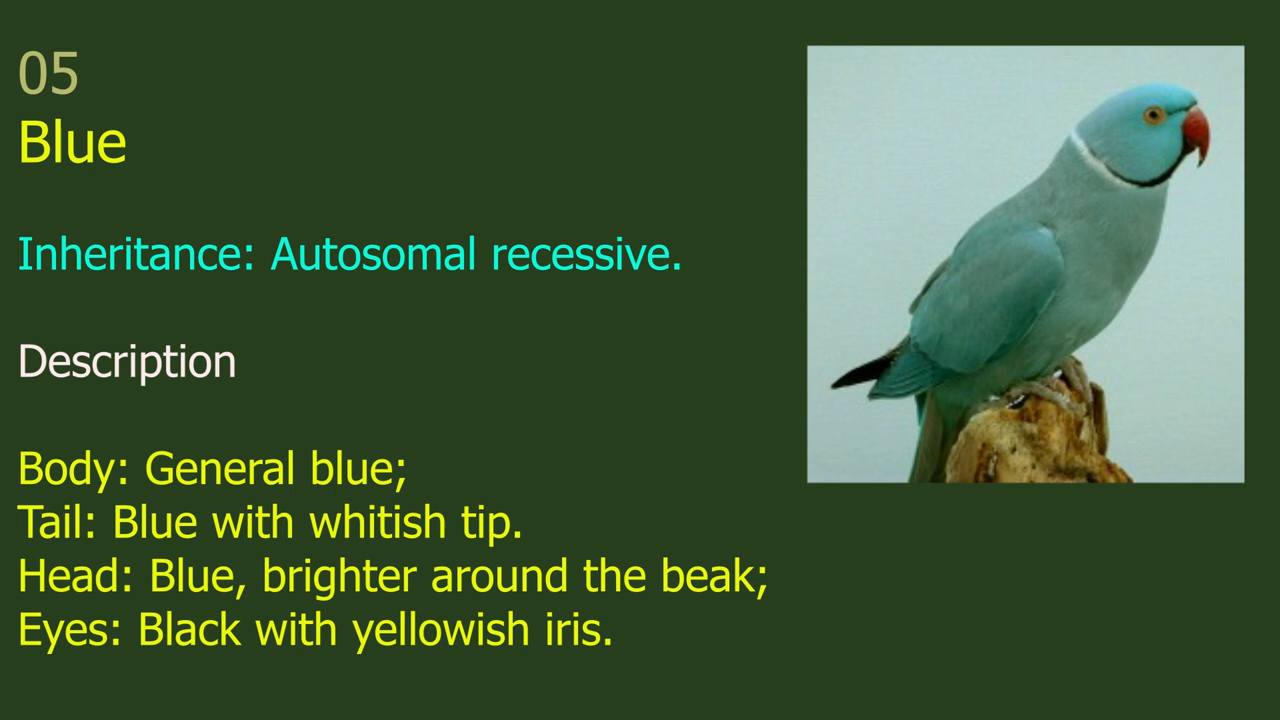 05
Blue
Inheritance: Autosomal recessive.
Description
Body: General blue;
Tail: Blue with whitish tip.
Head: Blue, brighter around the beak;
Eyes: Black with yellowish iris.